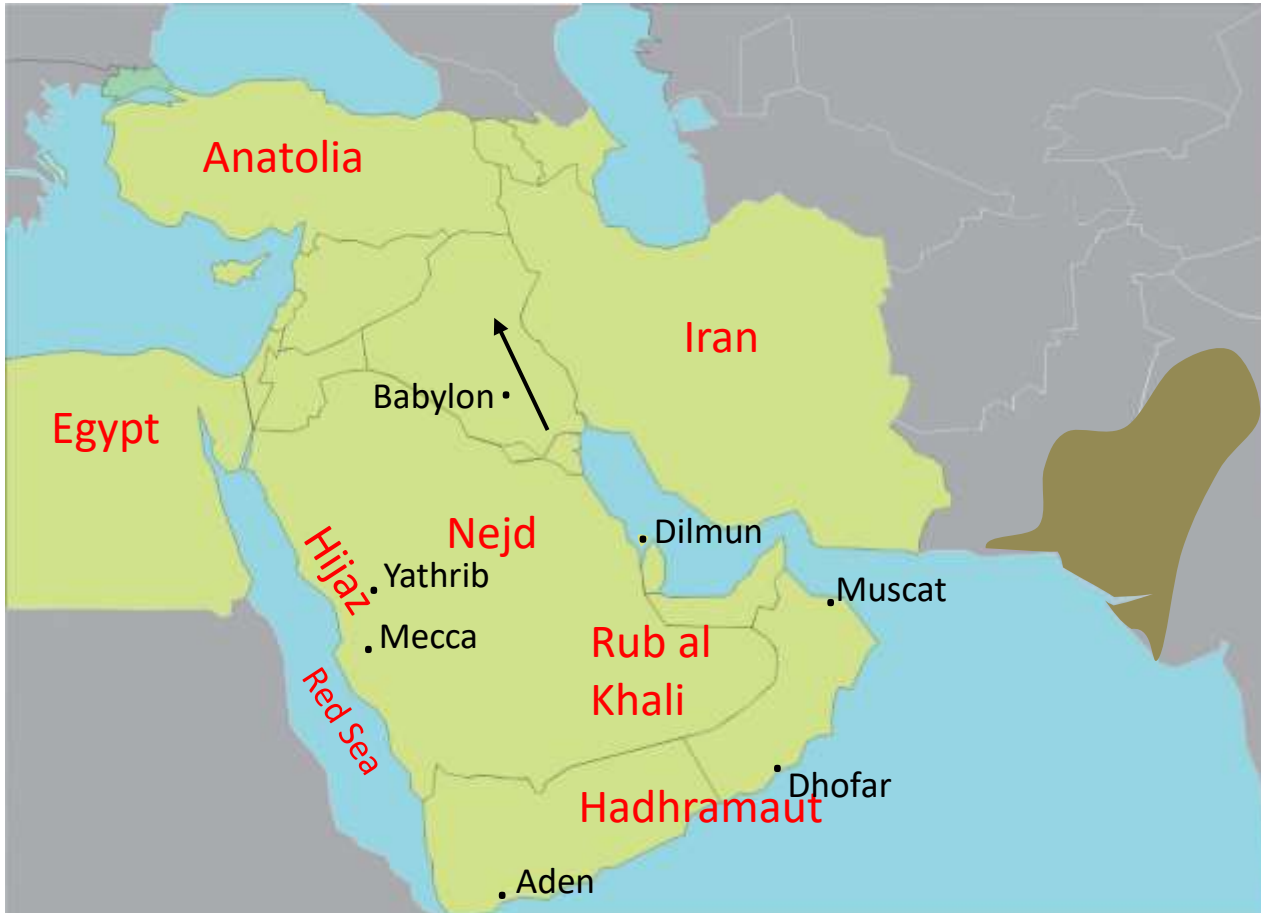 Anatolia
Iran
Babylon
Egypt
Nejd
Dilmun
Hijaz
Yathrib
Muscat
Mecca
Rub al
Khali
Red Sea
Dhofar
Hadhramaut
Aden